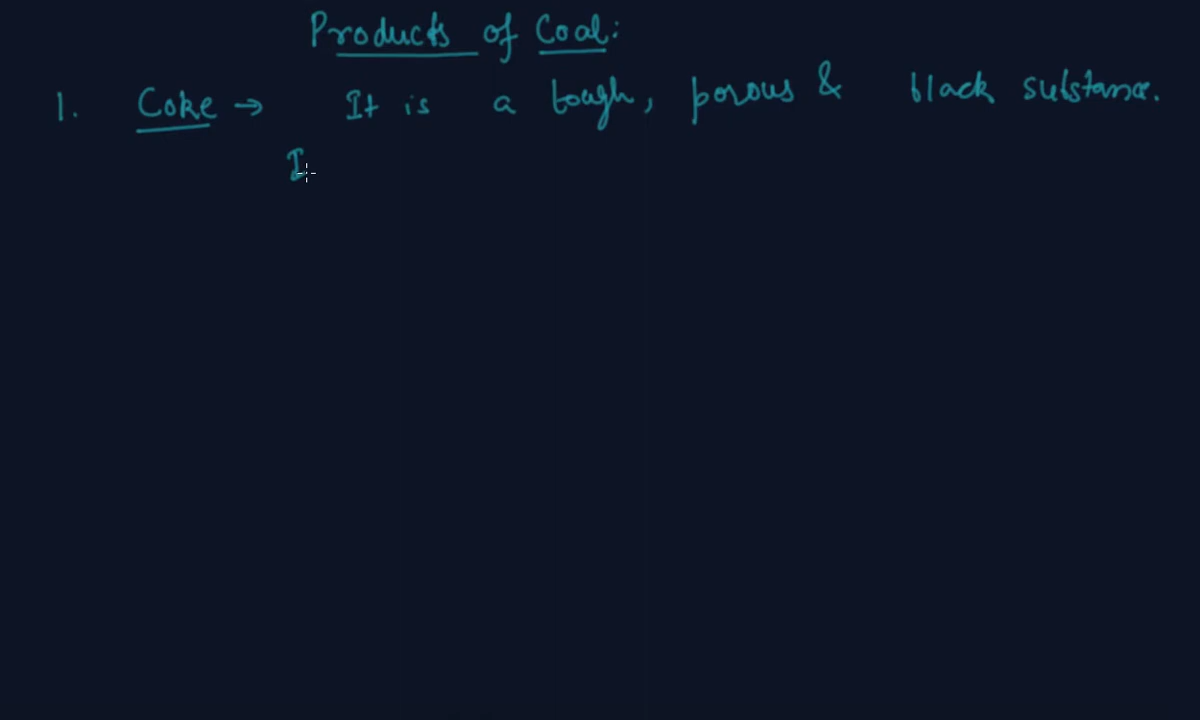 Products of Coal:
1. Coke → It is a tough, porous & black substance.
I